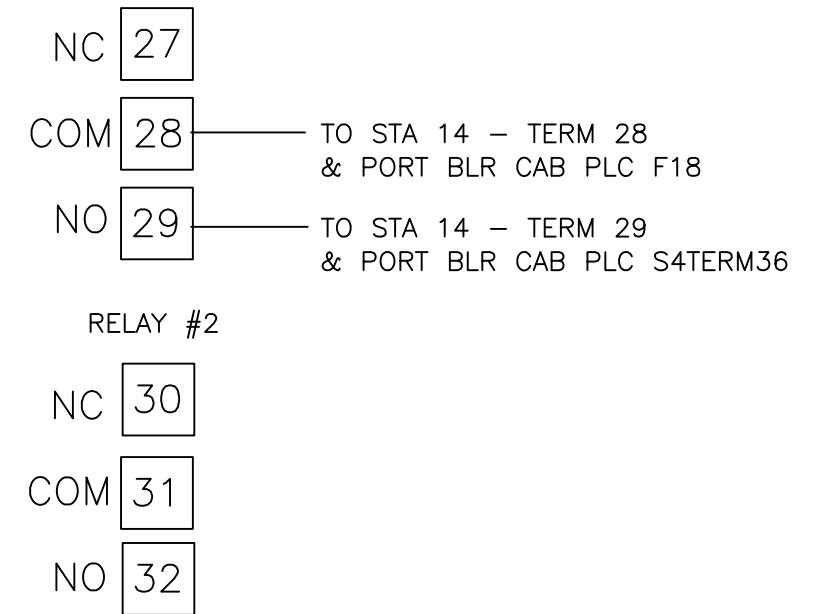 NC 27
COM 28 TO STA 14 - TERM 28
& PORT BLR CAB PLC F18
NO 29 TO STA 14 - TERM 29
& PORT BLR CAB PLC S4TERM36
RELAY #2
NC 30
COM 31
NO 32